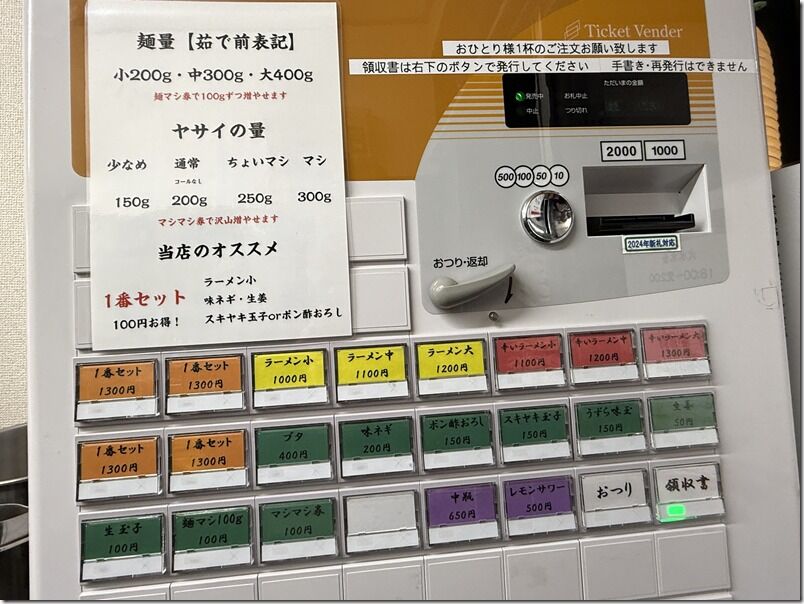 麺量【茹で前表記】
小200g・中300g・大400g
麺マシ券で100gずつ増やせます
ヤサイの量
少なめ 通常 ちょいマシ マシ
コールなし
150g 200g 250g 300g
マシマシ券で沢山増やせます
当店のオススメ
1番セット
100円お得！
ラーメン小
味ネギ・生姜
スキヤキ玉子orポン酢おろし
Ticket Vender
おひとり様1杯のご注文お願い致します
領収書は右下のボタンで発行してください 手書き・再発行はできません
ただいまの金額
発売中 お札中止
中止 つり切れ
2000 1000
500 100 50 10
2024年新札対応
おつり・返却
1番セット 1300円
1番セット 1300円
ラーメン小 1000円
ラーメン中 1100円
ラーメン大 1200円
辛いラーメン小 1100円
辛いラーメン中 1200円
辛いラーメン大 1300円
1番セット 1300円
1番セット 1300円
ブタ 400円
味ネギ 200円
ポン酢おろし 150円
スキヤキ玉子 150円
うずら味玉 150円
生姜 50円
生玉子 100円
麺マシ100g 100円
マシマシ券 100円
中瓶 650円
レモンサワー 500円
おつり
領収書